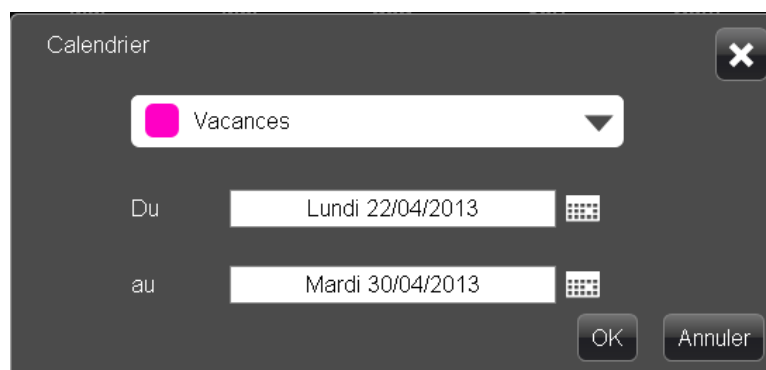 Calendrier
Vacances
Du Lundi 22/04/2013
au Mardi 30/04/2013
OK Annuler